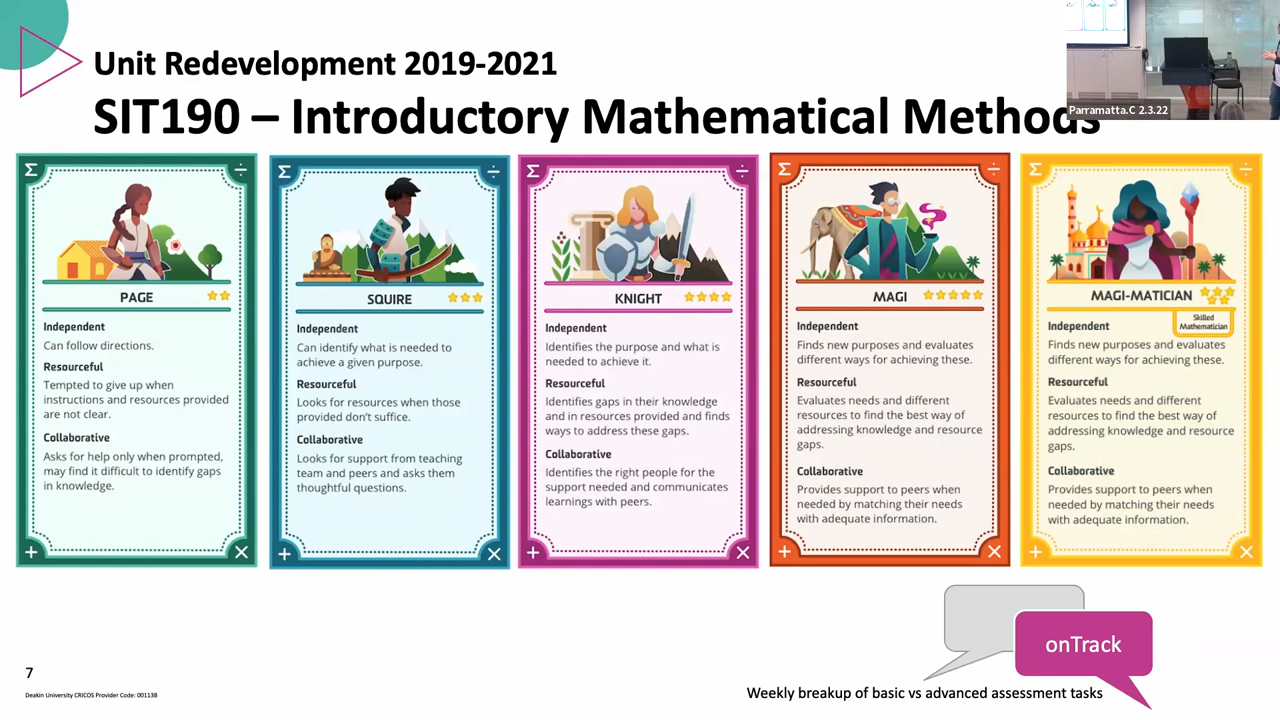 Unit Redevelopment 2019-2021
SIT190 – Introductory Mathematical Methods
Parramatta.C 2.3.22
Σ ÷
PAGE
Independent
Can follow directions.
Resourceful
Tempted to give up when
instructions and resources provided
are not clear.
Collaborative
Asks for help only when prompted,
may find it difficult to identify gaps
in knowledge.
+ ×
Σ ÷
SQUIRE
Independent
Can identify what is needed to
achieve a given purpose.
Resourceful
Looks for resources when those
provided don't suffice.
Collaborative
Looks for support from teaching
team and peers and asks them
thoughtful questions.
+ ×
Σ ÷
KNIGHT
Independent
Identifies the purpose and what is
needed to achieve it.
Resourceful
Identifies gaps in their knowledge
and in resources provided and finds
ways to address these gaps.
Collaborative
Identifies the right people for the
support needed and communicates
learnings with peers.
+ ×
Σ ÷
MAGI
Independent
Finds new purposes and evaluates
different ways for achieving these.
Resourceful
Evaluates needs and different
resources to find the best way of
addressing knowledge and resource
gaps.
Collaborative
Provides support to peers when
needed by matching their needs
with adequate information.
+ ×
Σ ÷
MAGI-MATICIAN
Skilled
Mathematician
Independent
Finds new purposes and evaluates
different ways for achieving these.
Resourceful
Evaluates needs and different
resources to find the best way of
addressing knowledge and resource
gaps.
Collaborative
Provides support to peers when
needed by matching their needs
with adequate information.
+ ×
onTrack
Weekly breakup of basic vs advanced assessment tasks
7
Deakin University CRICOS Provider Code: 00113B